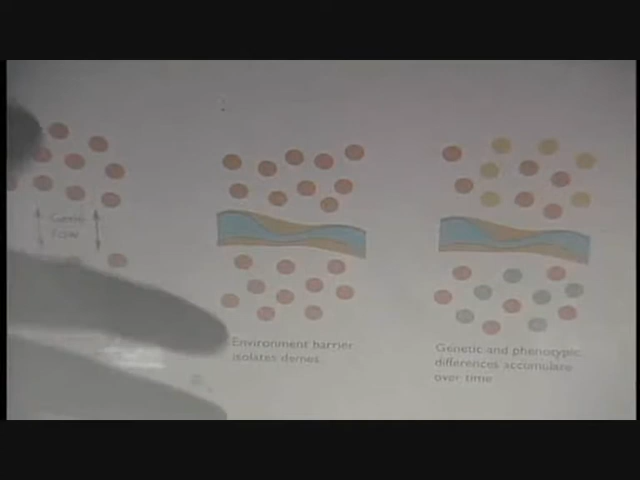 Gene
flow
Environment barrier
isolates demes
Genetic and phenotypic
differences accumulate
over time